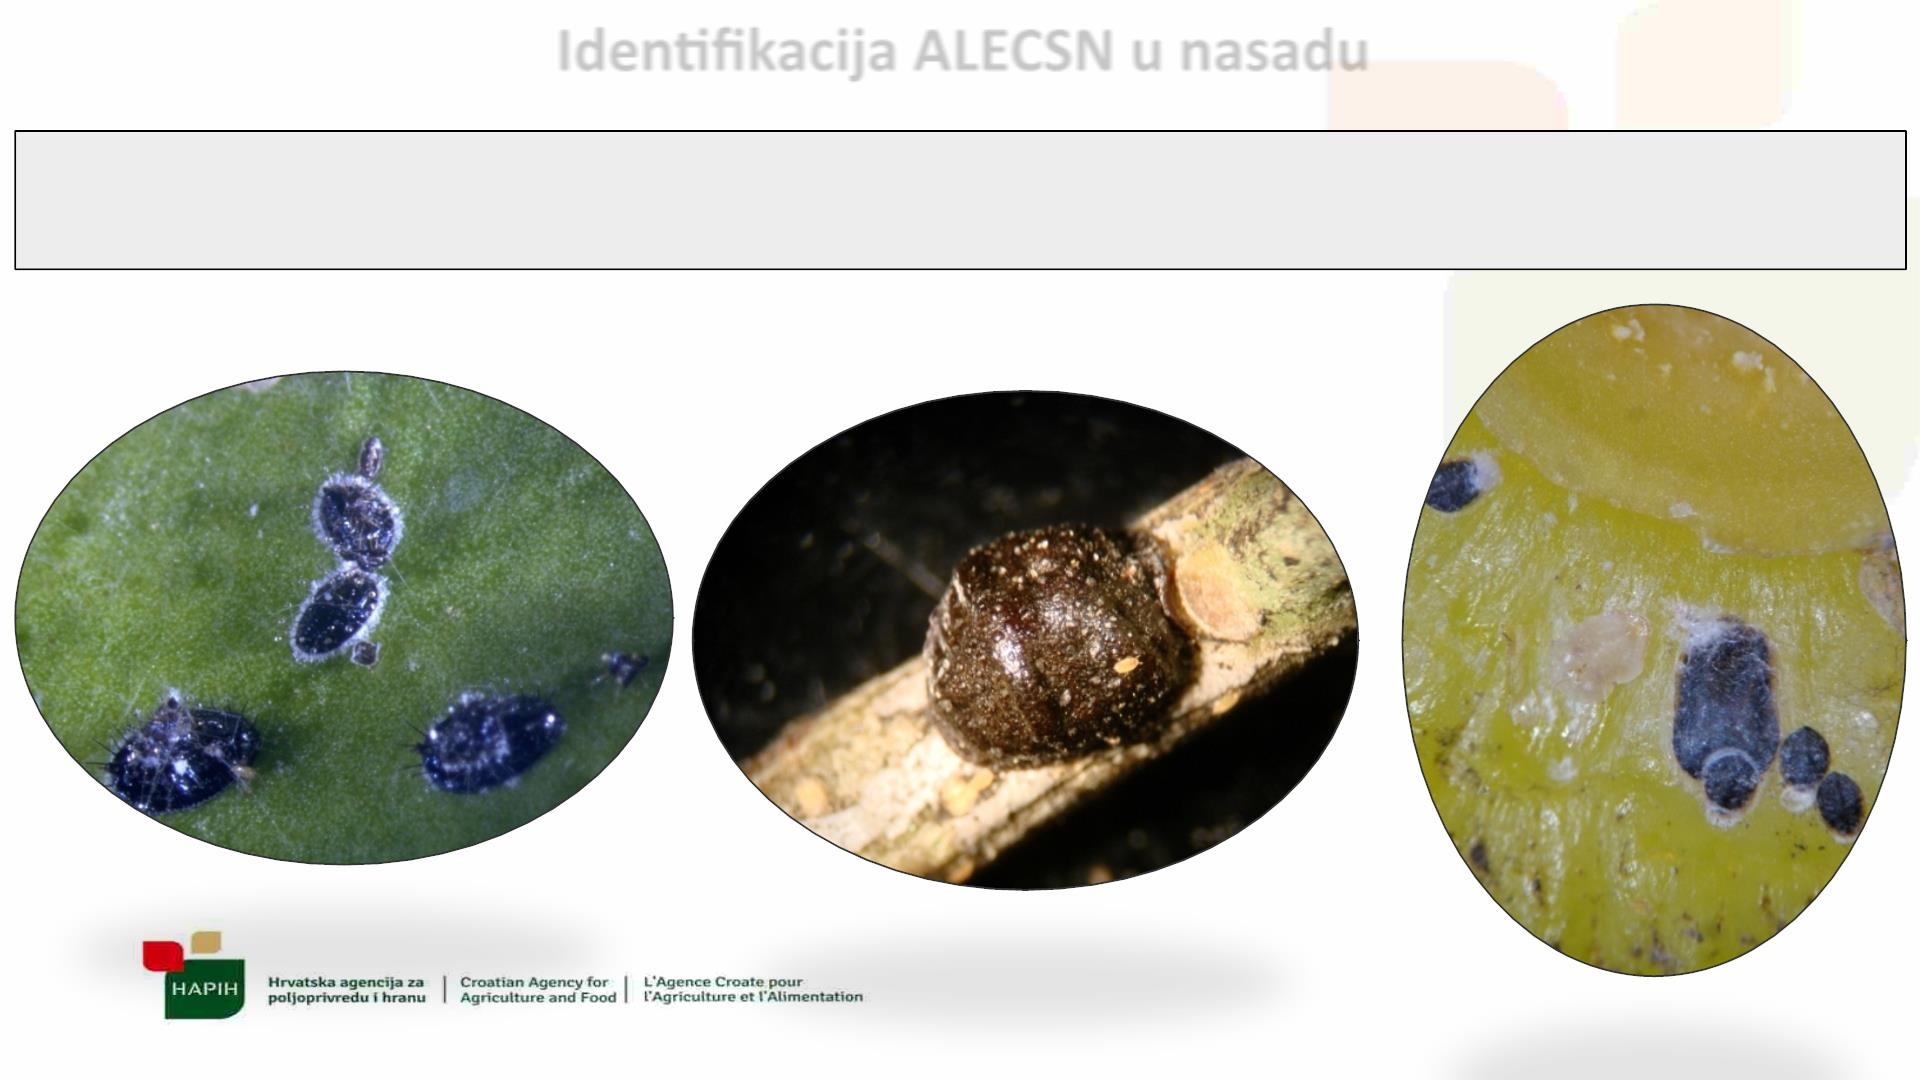 Identifikacija ALECSN u nasadu
HAPIH
Hrvatska agencija za
poljoprivredu i hranu
Croatian Agency for
Agriculture and Food
L'Agence Croate pour
l'Agriculture et l'Alimentation